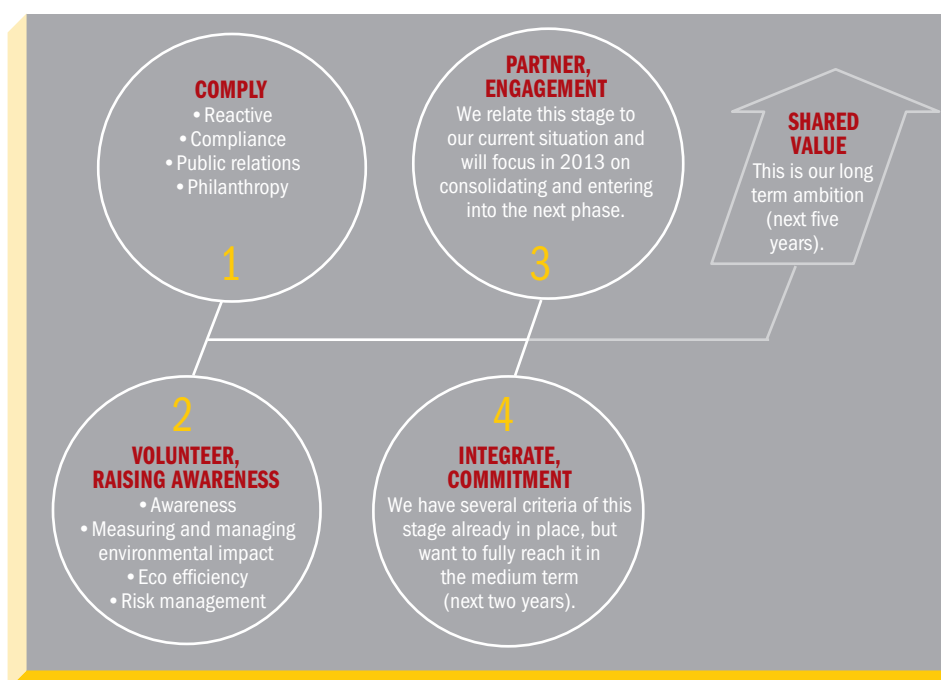 COMPLY
• Reactive
• Compliance
• Public relations
• Philanthropy
1
2
VOLUNTEER,
RAISING AWARENESS
• Awareness
• Measuring and managing
environmental impact
• Eco efficiency
• Risk management
PARTNER,
ENGAGEMENT
We relate this stage to
our current situation and
will focus in 2013 on
consolidating and entering
into the next phase.
3
4
INTEGRATE,
COMMITMENT
We have several criteria of this
stage already in place, but
want to fully reach it in
the medium term
(next two years).
SHARED
VALUE
This is our long
term ambition
(next five
years).